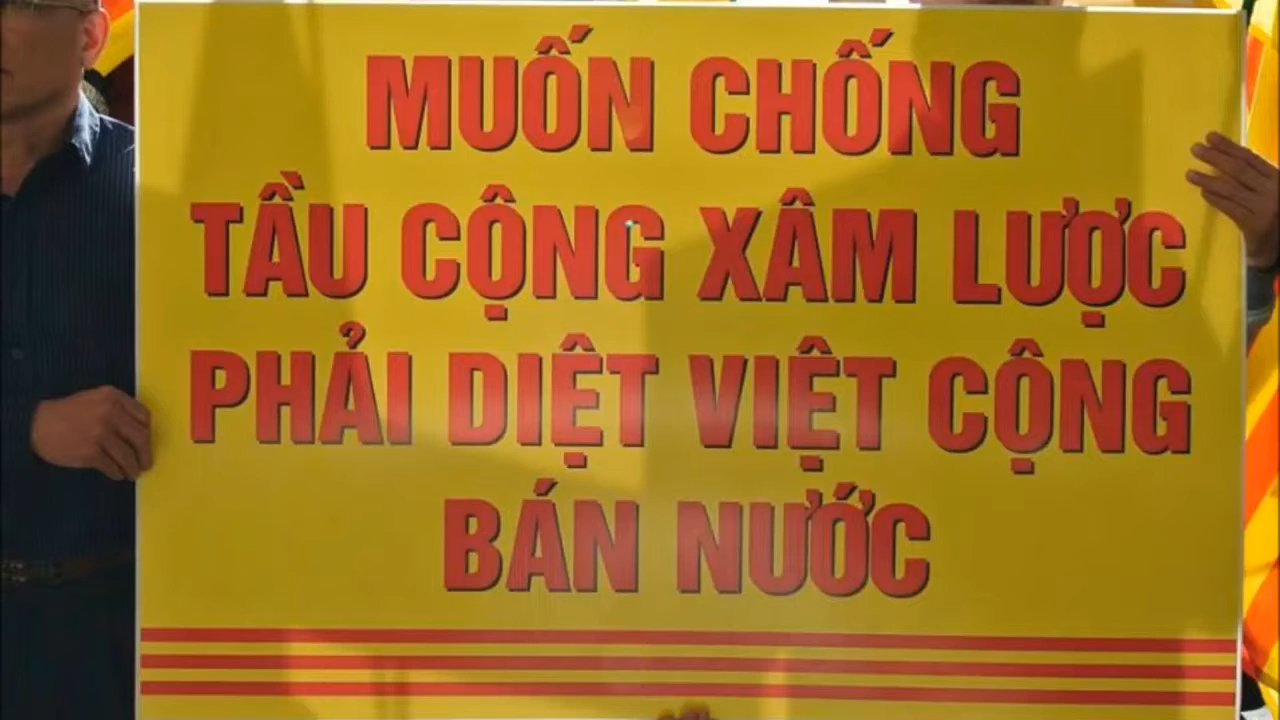 MUỐN CHỐNG
TẦU CỘNG XÂM LƯỢC
PHẢI DIỆT VIỆT CỘNG
BÁN NƯỚC